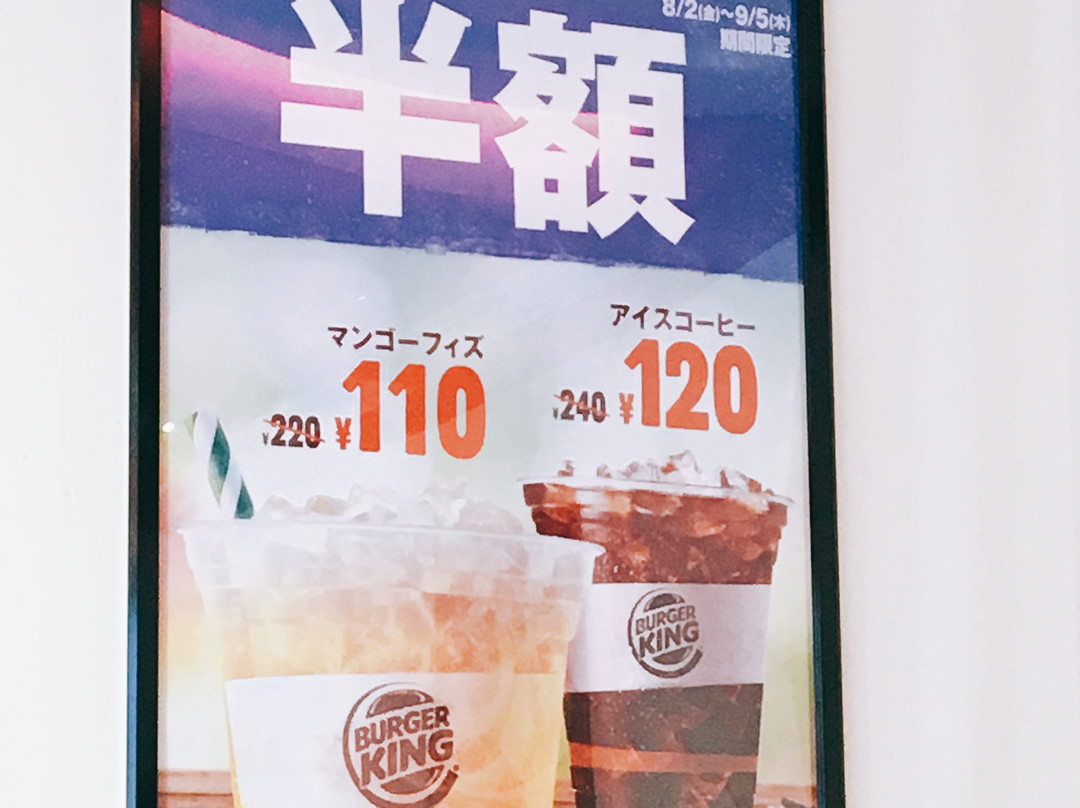 8/2(金)～9/5(木)
期間限定
半額
マンゴーフィズ
¥220 ¥110
アイスコーヒー
¥240 ¥120
BURGER
KING
BURGER
KING